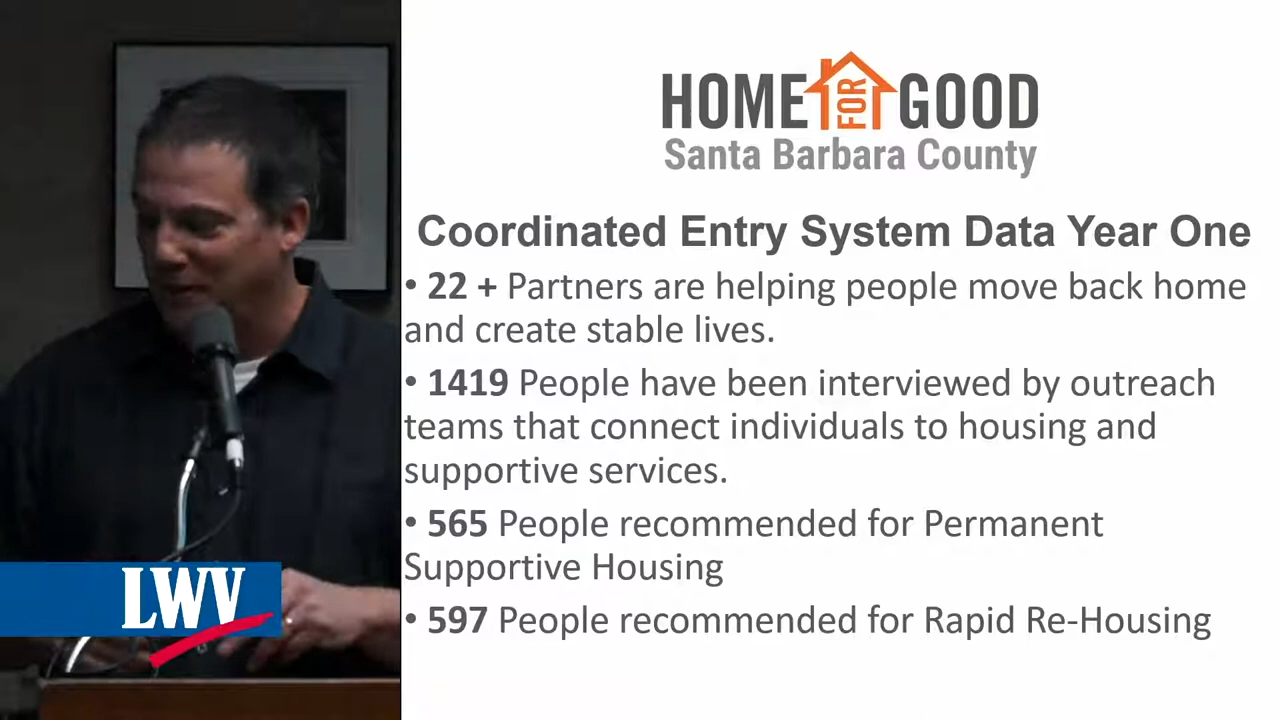 HOME FOR GOOD
Santa Barbara County
Coordinated Entry System Data Year One
• 22 + Partners are helping people move back home
and create stable lives.
• 1419 People have been interviewed by outreach
teams that connect individuals to housing and
supportive services.
• 565 People recommended for Permanent
Supportive Housing
• 597 People recommended for Rapid Re-Housing
LWV